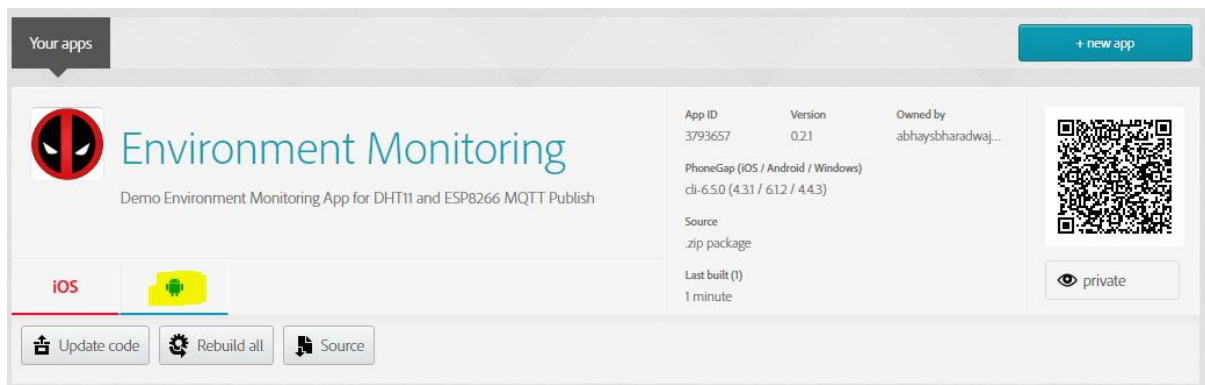 Your apps
+ new app
Environment Monitoring
Demo Environment Monitoring App for DHT11 and ESP8266 MQTT Publish
App ID Version Owned by
3793657 0.2.1 abhaysbharadwaj...
PhoneGap (iOS / Android / Windows)
cli-6.5.0 (4.3.1 / 6.1.2 / 4.4.3)
Source
.zip package
Last built (1)
1 minute
private
iOS
Update code Rebuild all Source